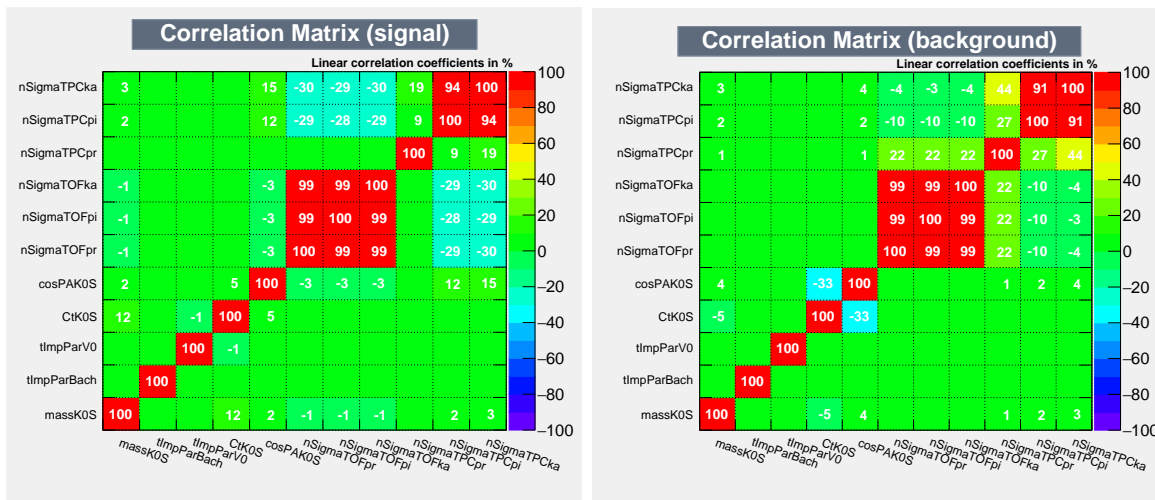 Correlation Matrix (signal)
Linear correlation coefficients in %
nSigmaTPCka 3 15 -30 -29 -30 19 94 100
nSigmaTPCpi 2 12 -29 -28 -29 9 100 94
nSigmaTPCpr 100 9 19
nSigmaTOFka -1 -3 99 99 100 -29 -30
nSigmaTOFpi -1 -3 99 100 99 -28 -29
nSigmaTOFpr -1 -3 100 99 99 -29 -30
cosPAK0S 2 5 100 -3 -3 -3 12 15
CtK0S 12 -1 100 5
tImpParV0 100 -1
tImpParBach 100
massK0S 100 12 2 -1 -1 -1 2 3
massK0S tImpParBach tImpParV0 CtK0S cosPAK0S nSigmaTOFpr nSigmaTOFpi nSigmaTOFka nSigmaTPCpr nSigmaTPCpi nSigmaTPCka
100
80
60
40
20
0
−20
−40
−60
−80
−100
Correlation Matrix (background)
Linear correlation coefficients in %
nSigmaTPCka 3 4 -4 -3 -4 44 91 100
nSigmaTPCpi 2 2 -10 -10 -10 27 100 91
nSigmaTPCpr 1 1 22 22 22 100 27 44
nSigmaTOFka 99 99 100 22 -10 -4
nSigmaTOFpi 99 100 99 22 -10 -3
nSigmaTOFpr 100 99 99 22 -10 -4
cosPAK0S 4 -33 100 1 2 4
CtK0S -5 100 -33
tImpParV0 100
tImpParBach 100
massK0S 100 -5 4 1 2 3
massK0S tImpParBach tImpParV0 CtK0S cosPAK0S nSigmaTOFpr nSigmaTOFpi nSigmaTOFka nSigmaTPCpr nSigmaTPCpi nSigmaTPCka
100
80
60
40
20
0
−20
−40
−60
−80
−100